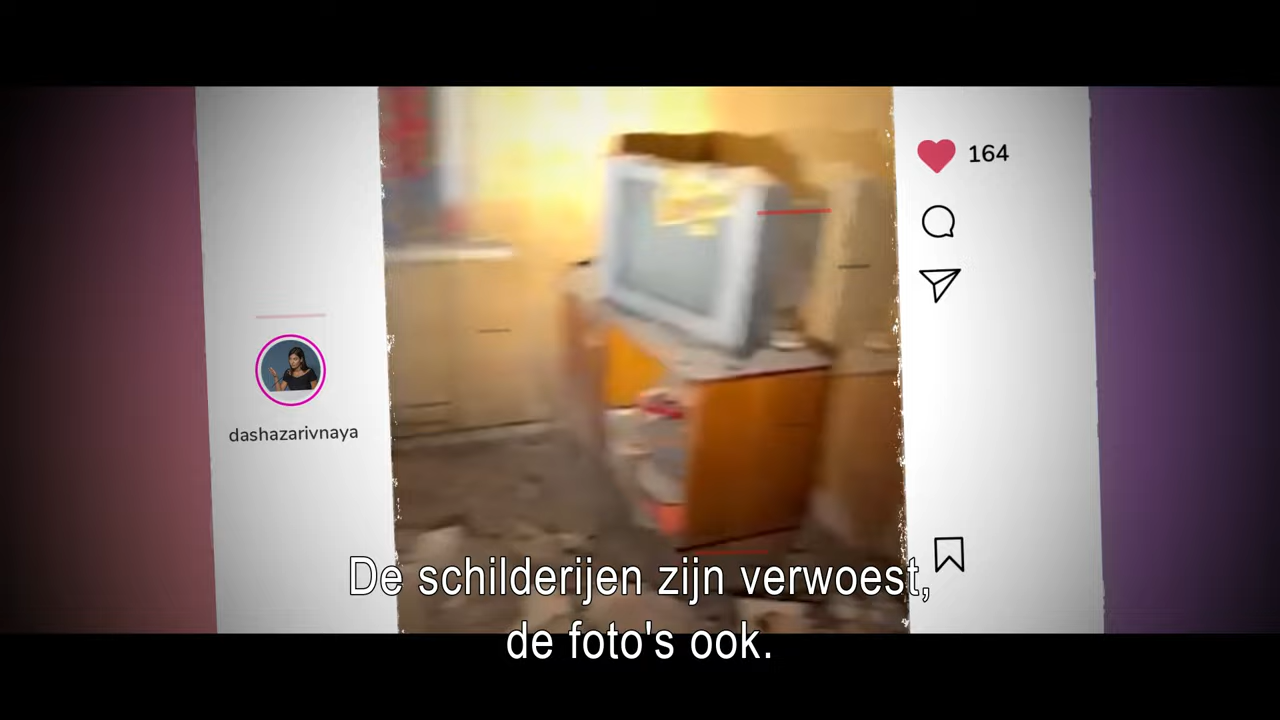 164
dashazarivnaya
De schilderijen zijn verwoest,
de foto's ook.